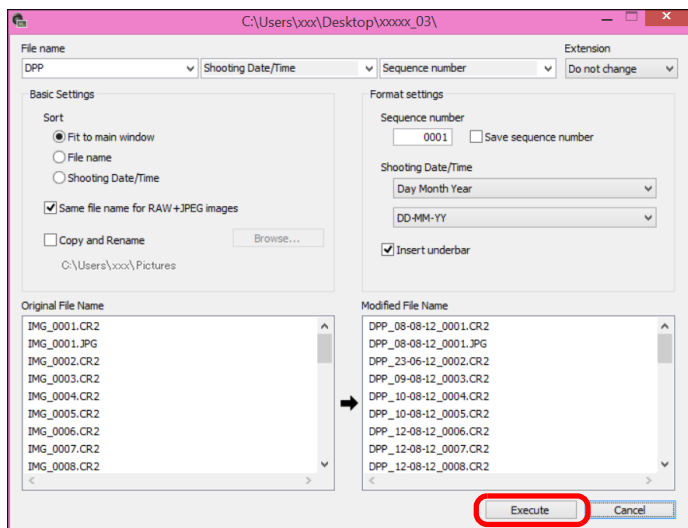 C:\Users\xxx\Desktop\xxxxx_03\
File name
Extension
DPP
Shooting Date/Time
Sequence number
Do not change
Basic Settings
Sort
Fit to main window
File name
Shooting Date/Time
Same file name for RAW+JPEG images
Copy and Rename
Browse...
C:\Users\xxx\Pictures
Format settings
Sequence number
0001
Save sequence number
Shooting Date/Time
Day Month Year
DD-MM-YY
Insert underbar
Original File Name
IMG_0001.CR2
IMG_0001.JPG
IMG_0002.CR2
IMG_0003.CR2
IMG_0004.CR2
IMG_0005.CR2
IMG_0006.CR2
IMG_0007.CR2
IMG_0008.CR2
Modified File Name
DPP_08-08-12_0001.CR2
DPP_08-08-12_0001.JPG
DPP_23-06-12_0002.CR2
DPP_09-08-12_0003.CR2
DPP_10-08-12_0004.CR2
DPP_10-08-12_0005.CR2
DPP_12-08-12_0006.CR2
DPP_12-08-12_0007.CR2
DPP_12-08-12_0008.CR2
Execute
Cancel